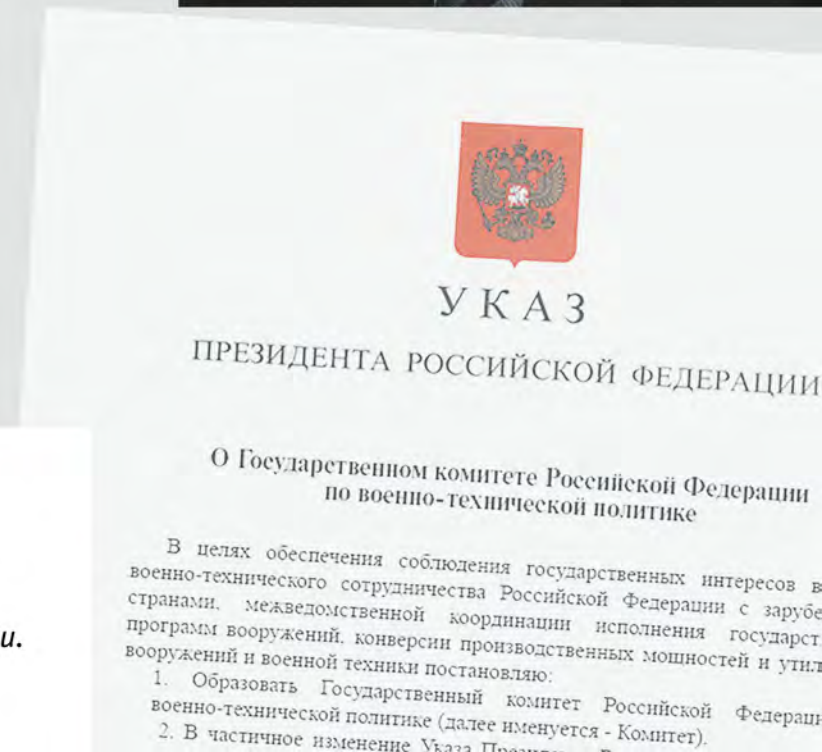 УКАЗ
ПРЕЗИДЕНТА РОССИЙСКОЙ ФЕДЕРАЦИИ
О Государственном комитете Российской Федерации
по военно-технической политике
В целях обеспечения соблюдения государственных интересов в
военно-технического сотрудничества Российской Федерации с зарубе
странами, межведомственной координации исполнения государст
программ вооружений, конверсии производственных мощностей и утил
вооружений и военной техники постановляю:
1. Образовать Государственный комитет Российской Федераци
военно-технической политике (далее именуется - Комитет).
2. В частичное изменение Указа
и.